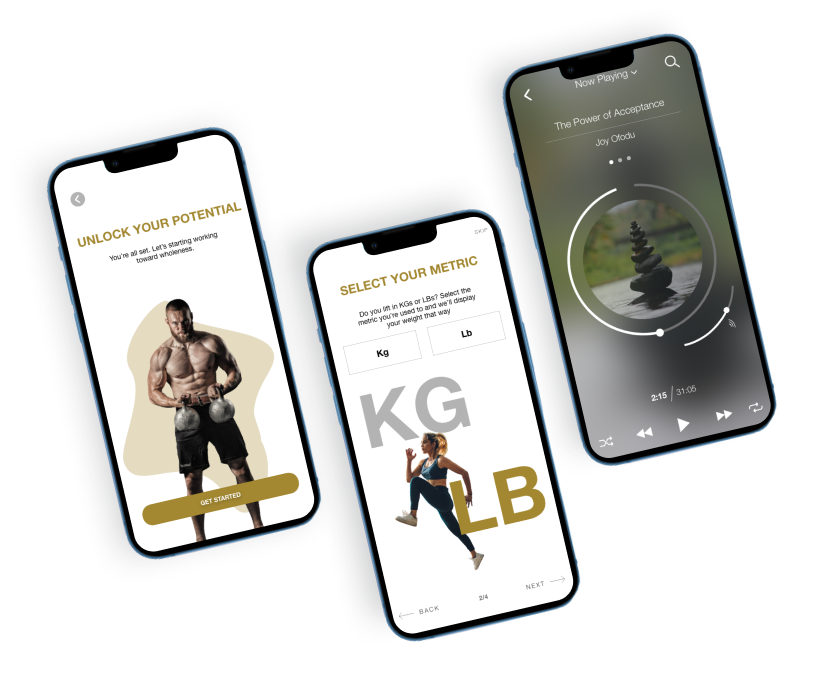 UNLOCK YOUR POTENTIAL
You're all set. Let's starting working
toward wholeness.
GET STARTED
SKIP
SELECT YOUR METRIC
Do you lift in KGs or LBs? Select the
metric you're used to and we'll display
your weight that way
Kg
Lb
KG
LB
BACK
2/4
NEXT
Now Playing
The Power of Acceptance
Joy Ofodu
2:15 / 31:05